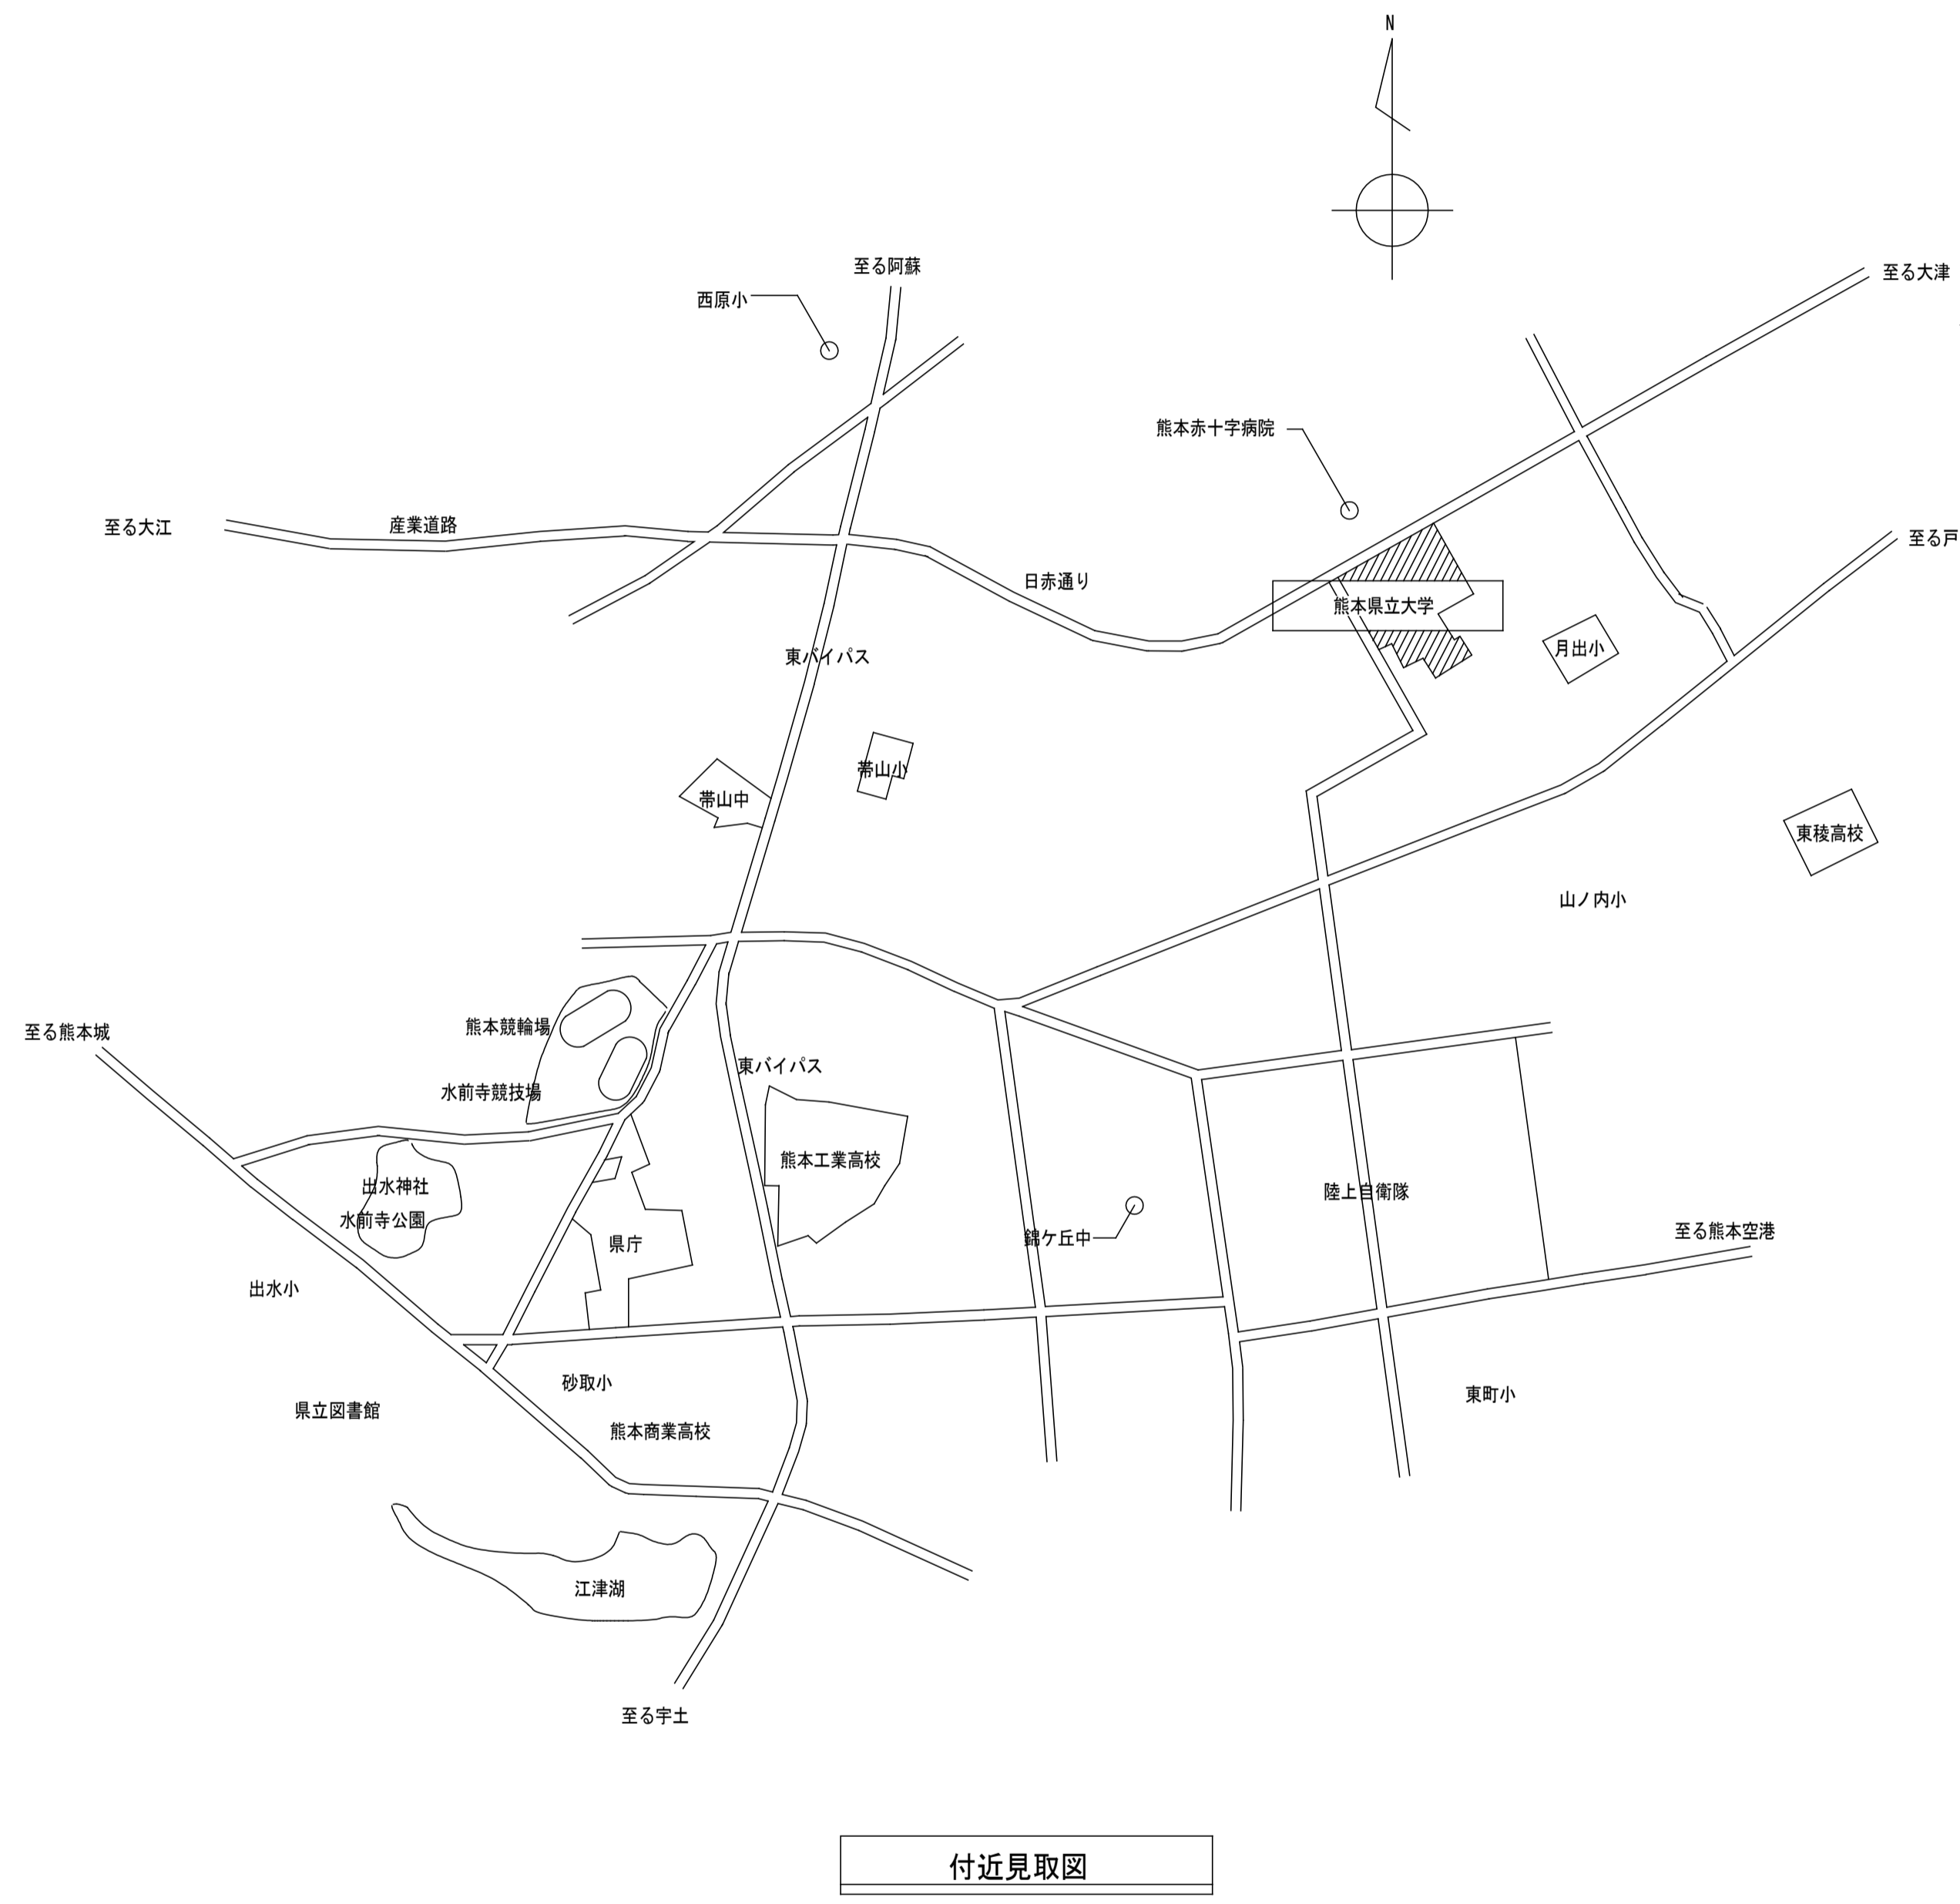 N
至る阿蘇
至る大津
西原小
熊本赤十字病院
至る大江
産業道路
至る戸
日赤通り
熊本県立大学
月出小
東バイパス
帯山小
帯山中
東稜高校
山ノ内小
熊本競輪場
至る熊本城
東バイパス
水前寺競技場
熊本工業高校
出水神社
陸上自衛隊
水前寺公園
錦ケ丘中
県庁
至る熊本空港
出水小
砂取小
東町小
県立図書館
熊本商業高校
江津湖
至る宇土
付近見取図